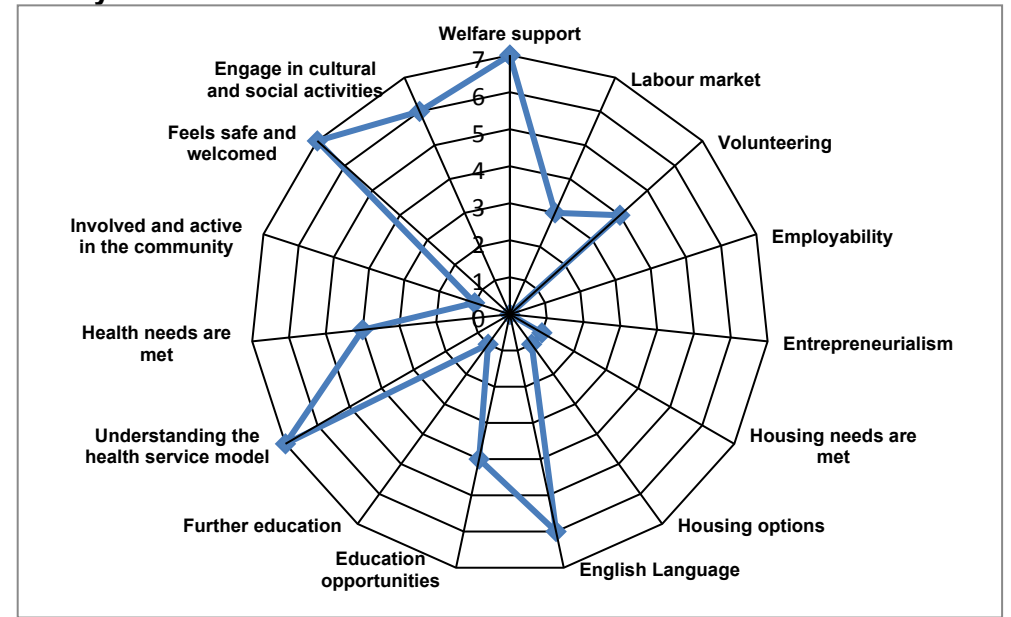 Welfare support
Labour market
Volunteering
Employability
Entrepreneurialism
Housing needs are
met
Housing options
English Language
Education
opportunities
Further education
Understanding the
health service model
Health needs are
met
Involved and active
in the community
Feels safe and
welcomed
Engage in cultural
and social activities
7
6
5
4
3
2
1
0